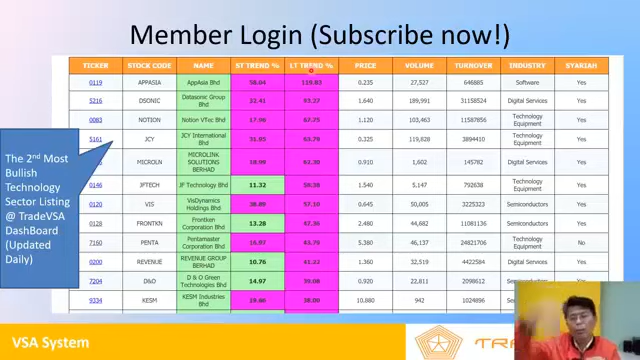 Member Login (Subscribe now!)
TICKER STOCK CODE NAME ST TREND % LT TREND % PRICE VOLUME TURNOVER INDUSTRY SYARIAH
0119 APPASIA AppAsia Bhd 58.04 119.83 0.235 27,527 646885 Software Yes
5216 DSONIC Datasonic Group Bhd 22.41 93.27 1.640 189,991 31158524 Digital Services Yes
0083 NOTION Notion VTec Bhd 17.98 67.75 1.120 103,463 11587856 Technology Equipment Yes
5161 JCY JCY International Bhd 31.95 63.79 0.325 119,828 3894410 Technology Equipment Yes
MICROLN MICROLINK SOLUTIONS BERHAD 18.99 62.30 0.910 1,602 145782 Digital Services Yes
0146 JFTECH JF Technology Bhd 11.32 58.38 1.540 5,147 792638 Technology Equipment Yes
0120 VIS VisDynamics Holdings Bhd 36.89 57.10 0.645 50,005 3225323 Semiconductors Yes
0128 FRONTKN Frontken Corporation Bhd 13.28 47.36 2.480 44,682 11081136 Semiconductors Yes
7160 PENTA Pentamaster Corporation Bhd 16.97 43.79 5.380 46,137 24821706 Technology Equipment No
0200 REVENUE REVENUE GROUP BERHAD 10.76 41.22 1.360 32,519 4422584 Digital Services Yes
7204 D&O D & O Green Technologies Bhd 14.97 39.08 0.920 22,811 2098612 Yes
9334 KESM KESM Industries Bhd 19.66 38.00 10.880 942 1024896
The 2nd Most
Bullish
Technology
Sector Listing
@ TradeVSA
DashBoard
(Updated
Daily)
VSA System